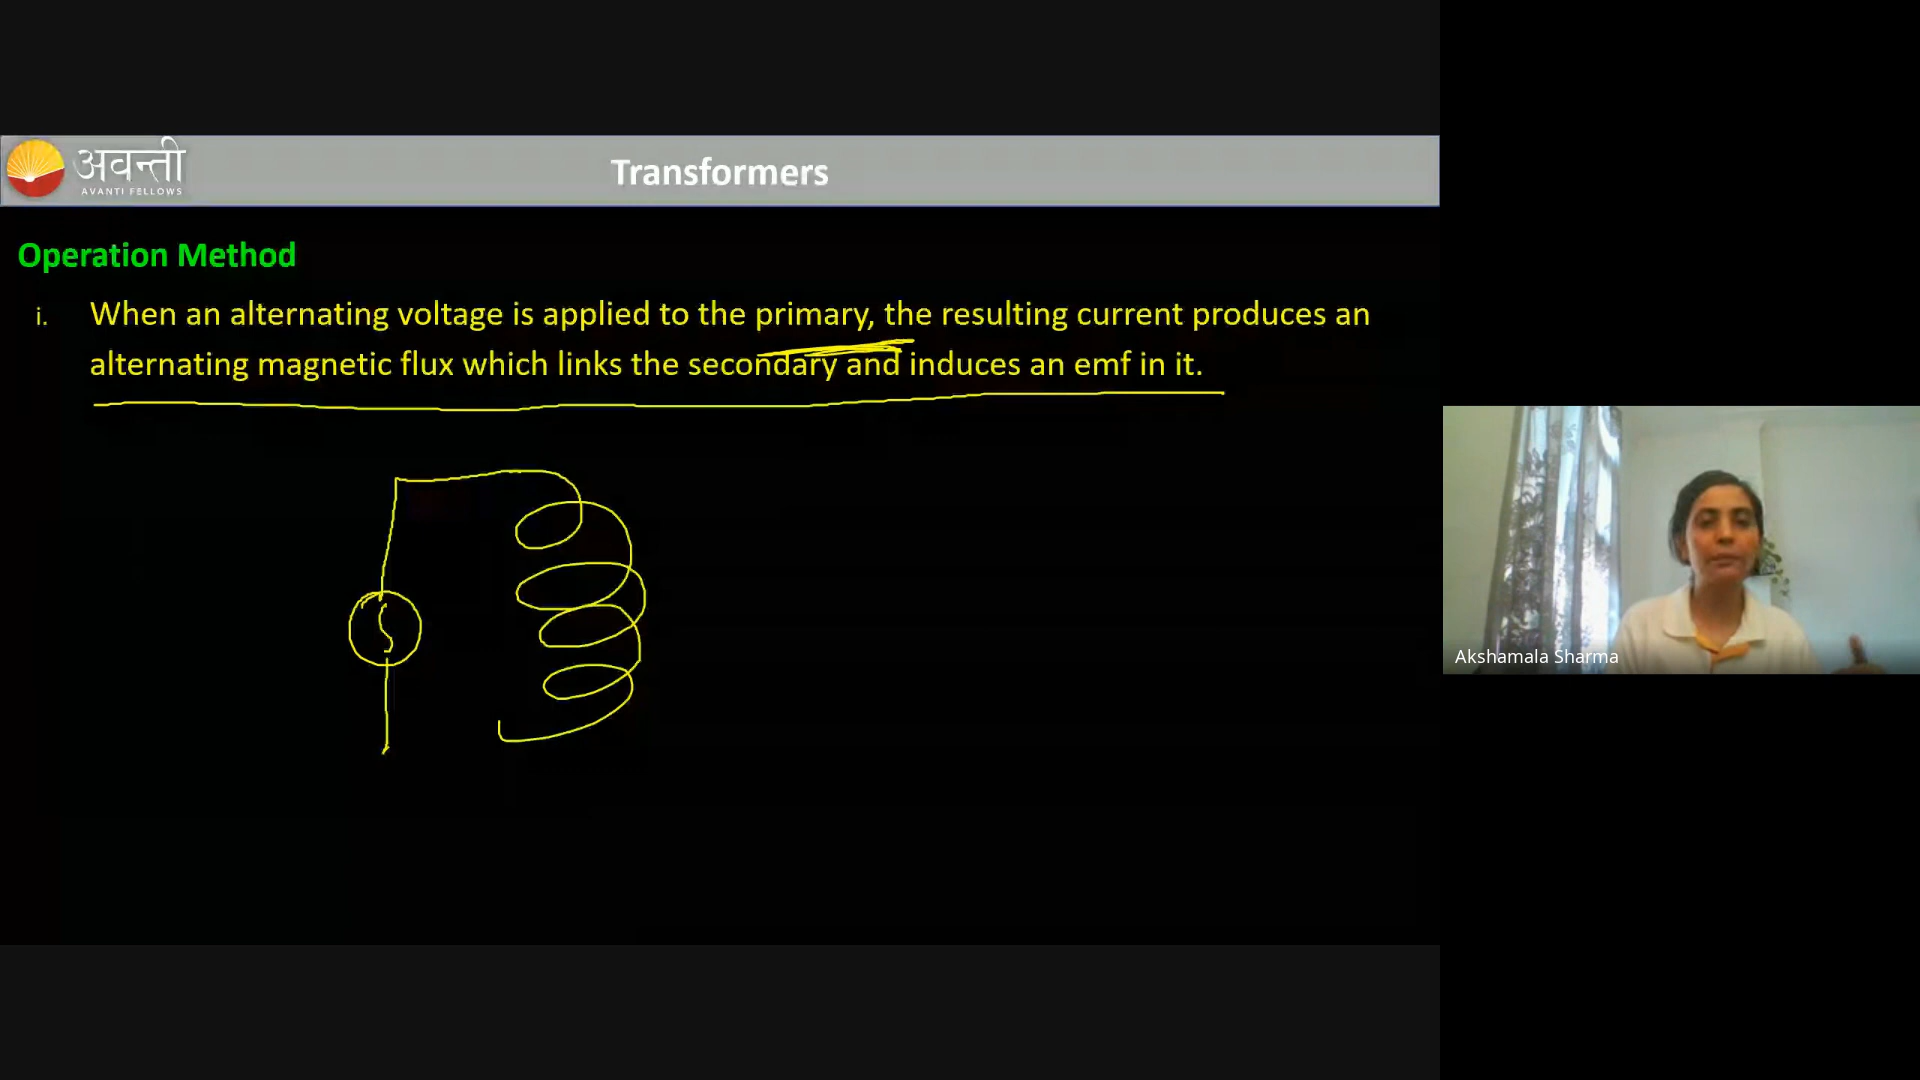 अवन्ती
AVANTI FELLOWS
Transformers
Operation Method
i. When an alternating voltage is applied to the primary, the resulting current produces an
alternating magnetic flux which links the secondary and induces an emf in it.
Akshamala Sharma